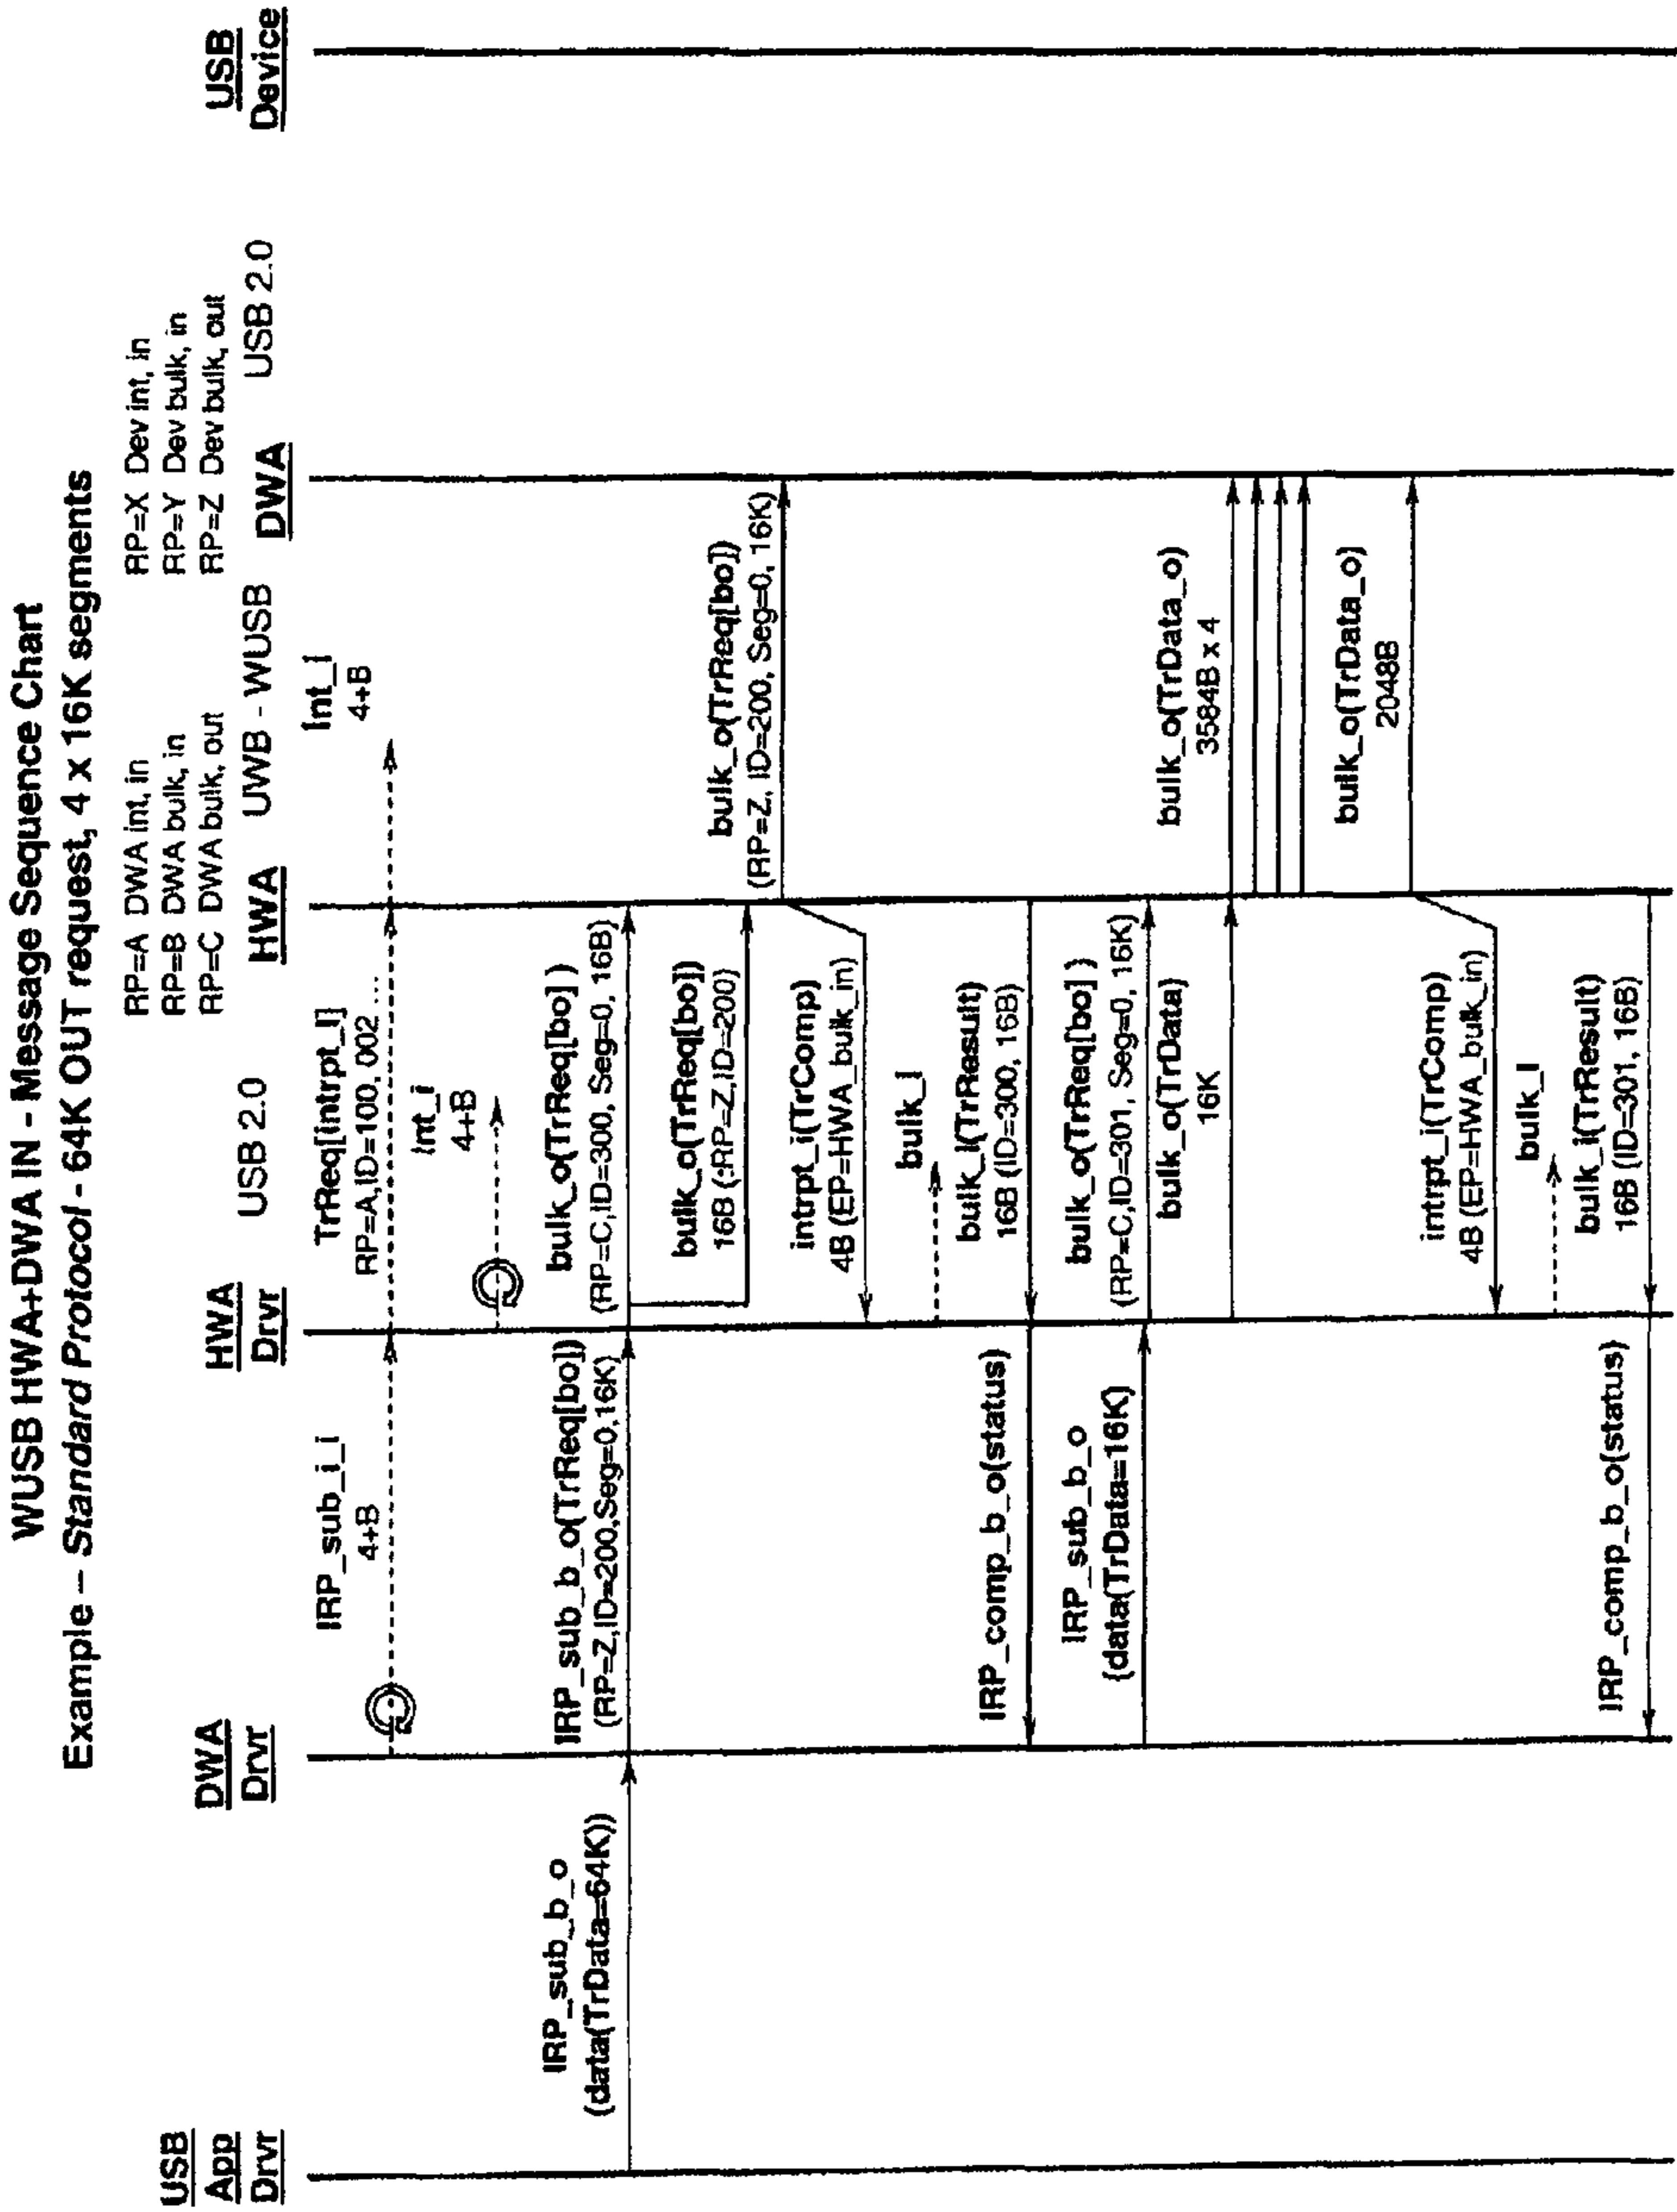 WUSB HWA+DWA IN - Message Sequence Chart
Example – Standard Protocol - 64K OUT request, 4 x 16K segments
RP=A DWA int, in
RP=B DWA bulk, in
RP=C DWA bulk, out
RP=X Dev int, in
RP=Y Dev bulk, in
RP=Z Dev bulk, out
USB
App
Drvr
DWA
Drvr
HWA
Drvr
USB 2.0
HWA
UWB - WUSB
DWA
USB 2.0
USB
Device
IRP_sub_i_i
4+B
TrReq[intrpt_i]
RP=A,ID=100, 002 ...
Int_i
4+B
Int_i
4+B
IRP_sub_b_o
(data(TrData=64K))
IRP_sub_b_o(TrReq[bo])
(RP=Z,ID=200,Seg=0,16K)
bulk_o(TrReq[bo])
(RP=C,ID=300, Seg=0, 16B)
bulk_o(TrReq[bo])
16B (:RP=Z,ID=200)
bulk_o(TrReq[bo])
(RP=Z, ID=200, Seg=0, 16K)
intrpt_i(TrComp)
4B (EP=HWA_bulk_in)
bulk_i
bulk_i(TrResult)
16B (ID=300, 16B)
IRP_comp_b_o(status)
IRP_sub_b_o
(data(TrData=16K)
bulk_o(TrReq[bo])
(RP=C,ID=301, Seg=0, 16K)
bulk_o(TrData)
16K
bulk_o(TrData_o)
3584B x 4
bulk_o(TrData_o)
2048B
intrpt_i(TrComp)
4B (EP=HWA_bulk_in)
bulk_i
bulk_i(TrResult)
16B (ID=301, 16B)
IRP_comp_b_o(status)